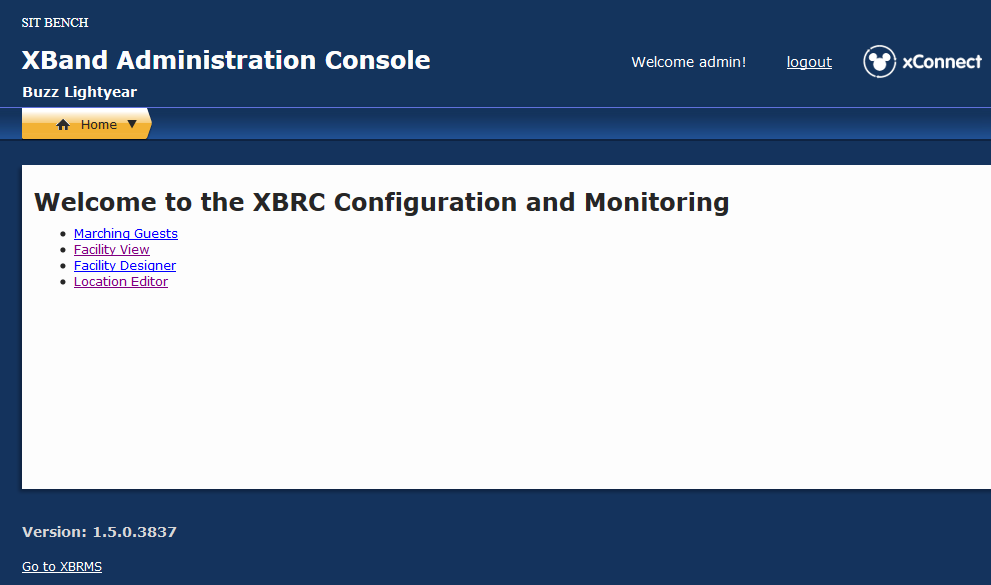 SIT BENCH
XBand Administration Console
Welcome admin! logout xConnect
Buzz Lightyear
Home
Welcome to the XBRC Configuration and Monitoring
Marching Guests
Facility View
Facility Designer
Location Editor
Version: 1.5.0.3837
Go to XBRMS